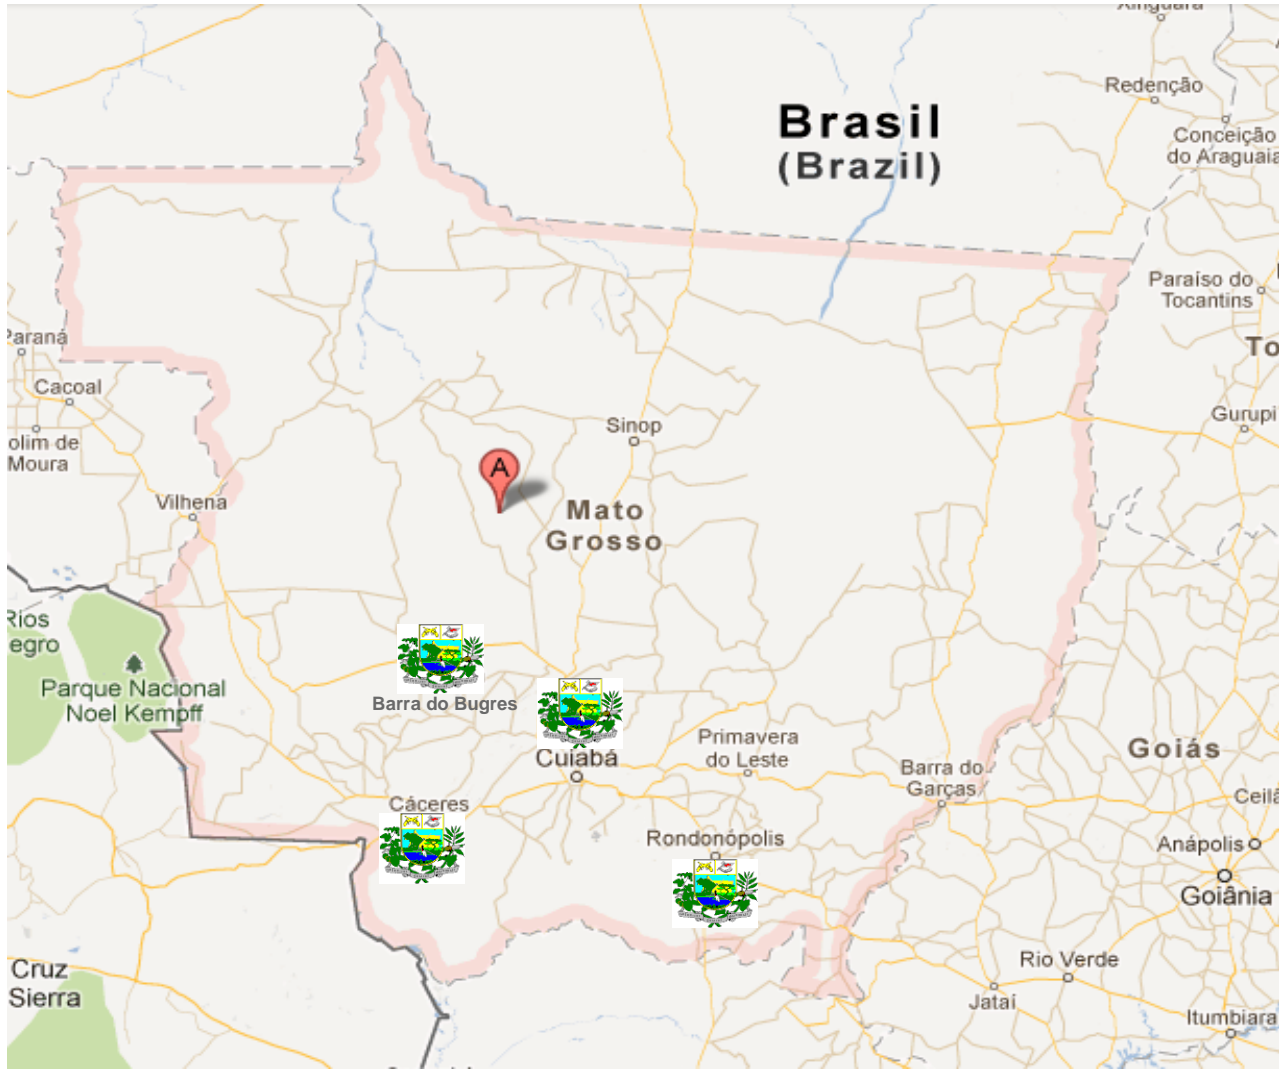 Xinguara
Redenção
Brasil
(Brazil)
Conceição
do Araguaia
Paraíso do
Tocantins
Paraná
To
Cacoal
Gurupi
Sinop
olim de
Moura
A
Vilhena
Mato
Grosso
Rios
egro
Parque Nacional
Noel Kempff
Barra do Bugres
Cuiabá
Primavera
do Leste
Goiás
Barra do
Garças
Cáceres
Ceilâ
Rondonópolis
Anápolis
Goiânia
Cruz
Sierra
Rio Verde
Jataí
Itumbiara